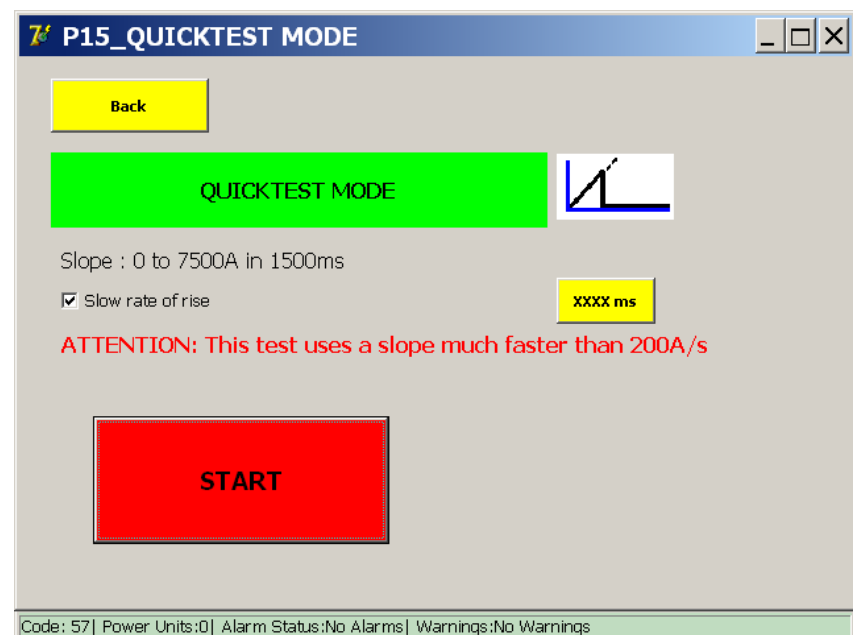 P15_QUICKTEST MODE
Back
QUICKTEST MODE
Slope : 0 to 7500A in 1500ms
Slow rate of rise
XXXX ms
ATTENTION: This test uses a slope much faster than 200A/s
START
Code: 57| Power Units:0| Alarm Status:No Alarms| Warnings:No Warnings